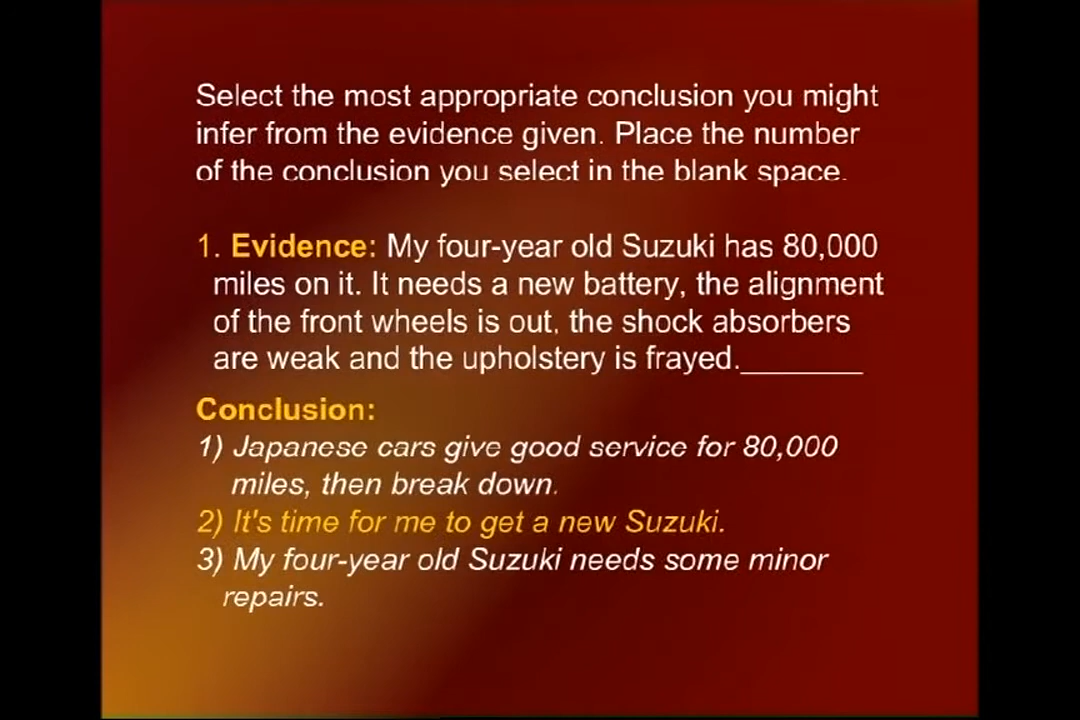 Select the most appropriate conclusion you might
infer from the evidence given. Place the number
of the conclusion you select in the blank space.
1. Evidence: My four-year old Suzuki has 80,000
miles on it. It needs a new battery, the alignment
of the front wheels is out, the shock absorbers
are weak and the upholstery is frayed.________
Conclusion:
1) Japanese cars give good service for 80,000
miles, then break down.
2) It's time for me to get a new Suzuki.
3) My four-year old Suzuki needs some minor
repairs.